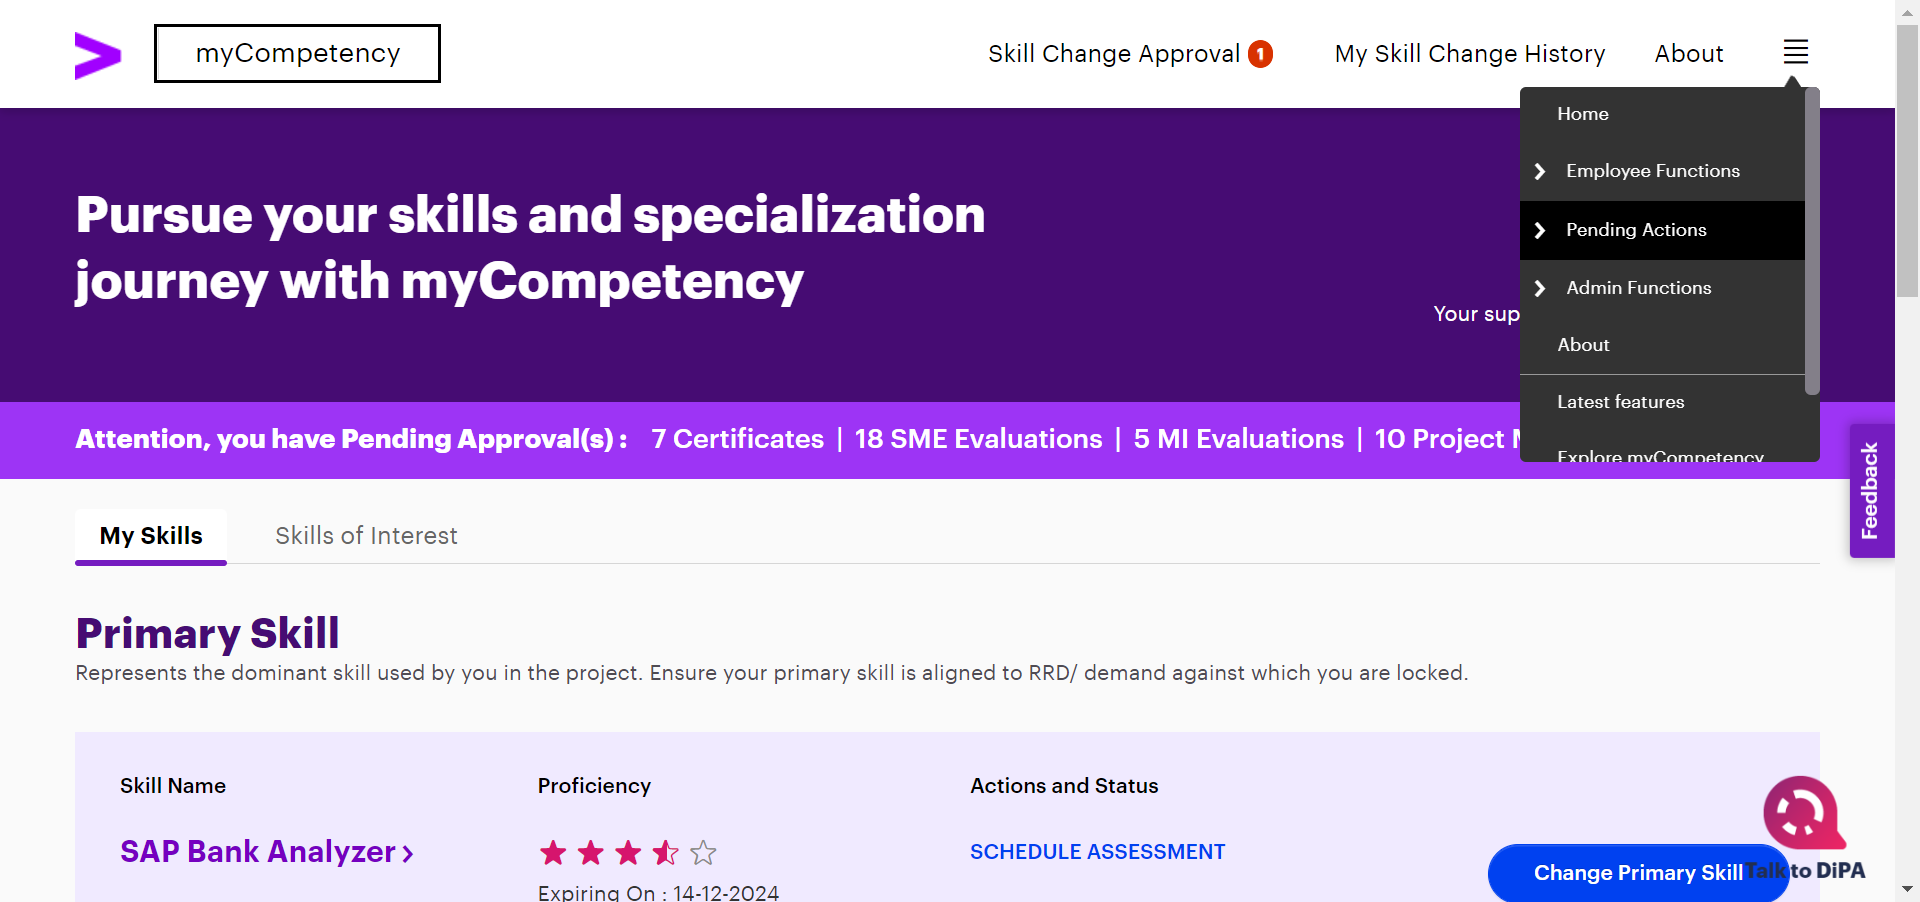 myCompetency
Skill Change Approval 1
My Skill Change History
About
Home
Employee Functions
Pending Actions
Admin Functions
About
Latest features
Explore myCompetency
Pursue your skills and specialization
journey with myCompetency
Your sup
Attention, you have Pending Approval(s) : 7 Certificates | 18 SME Evaluations | 5 MI Evaluations | 10 Project
Feedback
My Skills
Skills of Interest
Primary Skill
Represents the dominant skill used by you in the project. Ensure your primary skill is aligned to RRD/ demand against which you are locked.
Skill Name
Proficiency
Actions and Status
SAP Bank Analyzer
SCHEDULE ASSESSMENT
Expiring On : 14-12-2024
Change Primary Skill
Talk to DiPA